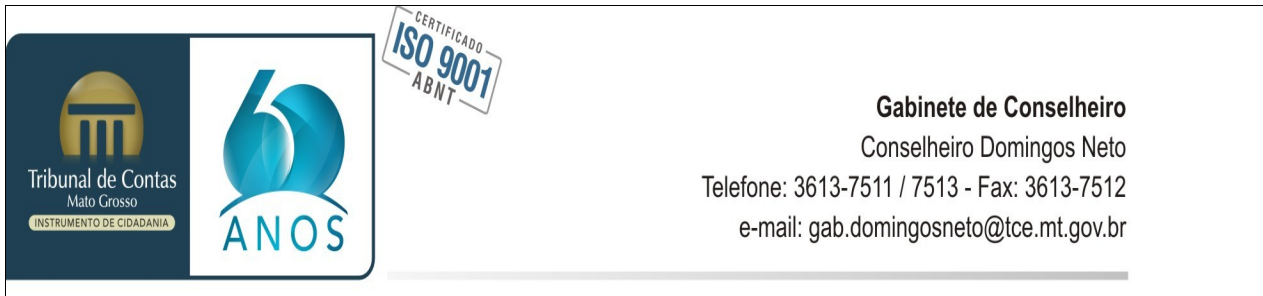 Tribunal de Contas
Mato Grosso
INSTRUMENTO DE CIDADANIA
60
ANOS
CERTIFICADO
ISO 9001
ABNT
Gabinete de Conselheiro
Conselheiro Domingos Neto
Telefone: 3613-7511 / 7513 - Fax: 3613-7512
e-mail: gab.domingosneto@tce.mt.gov.br